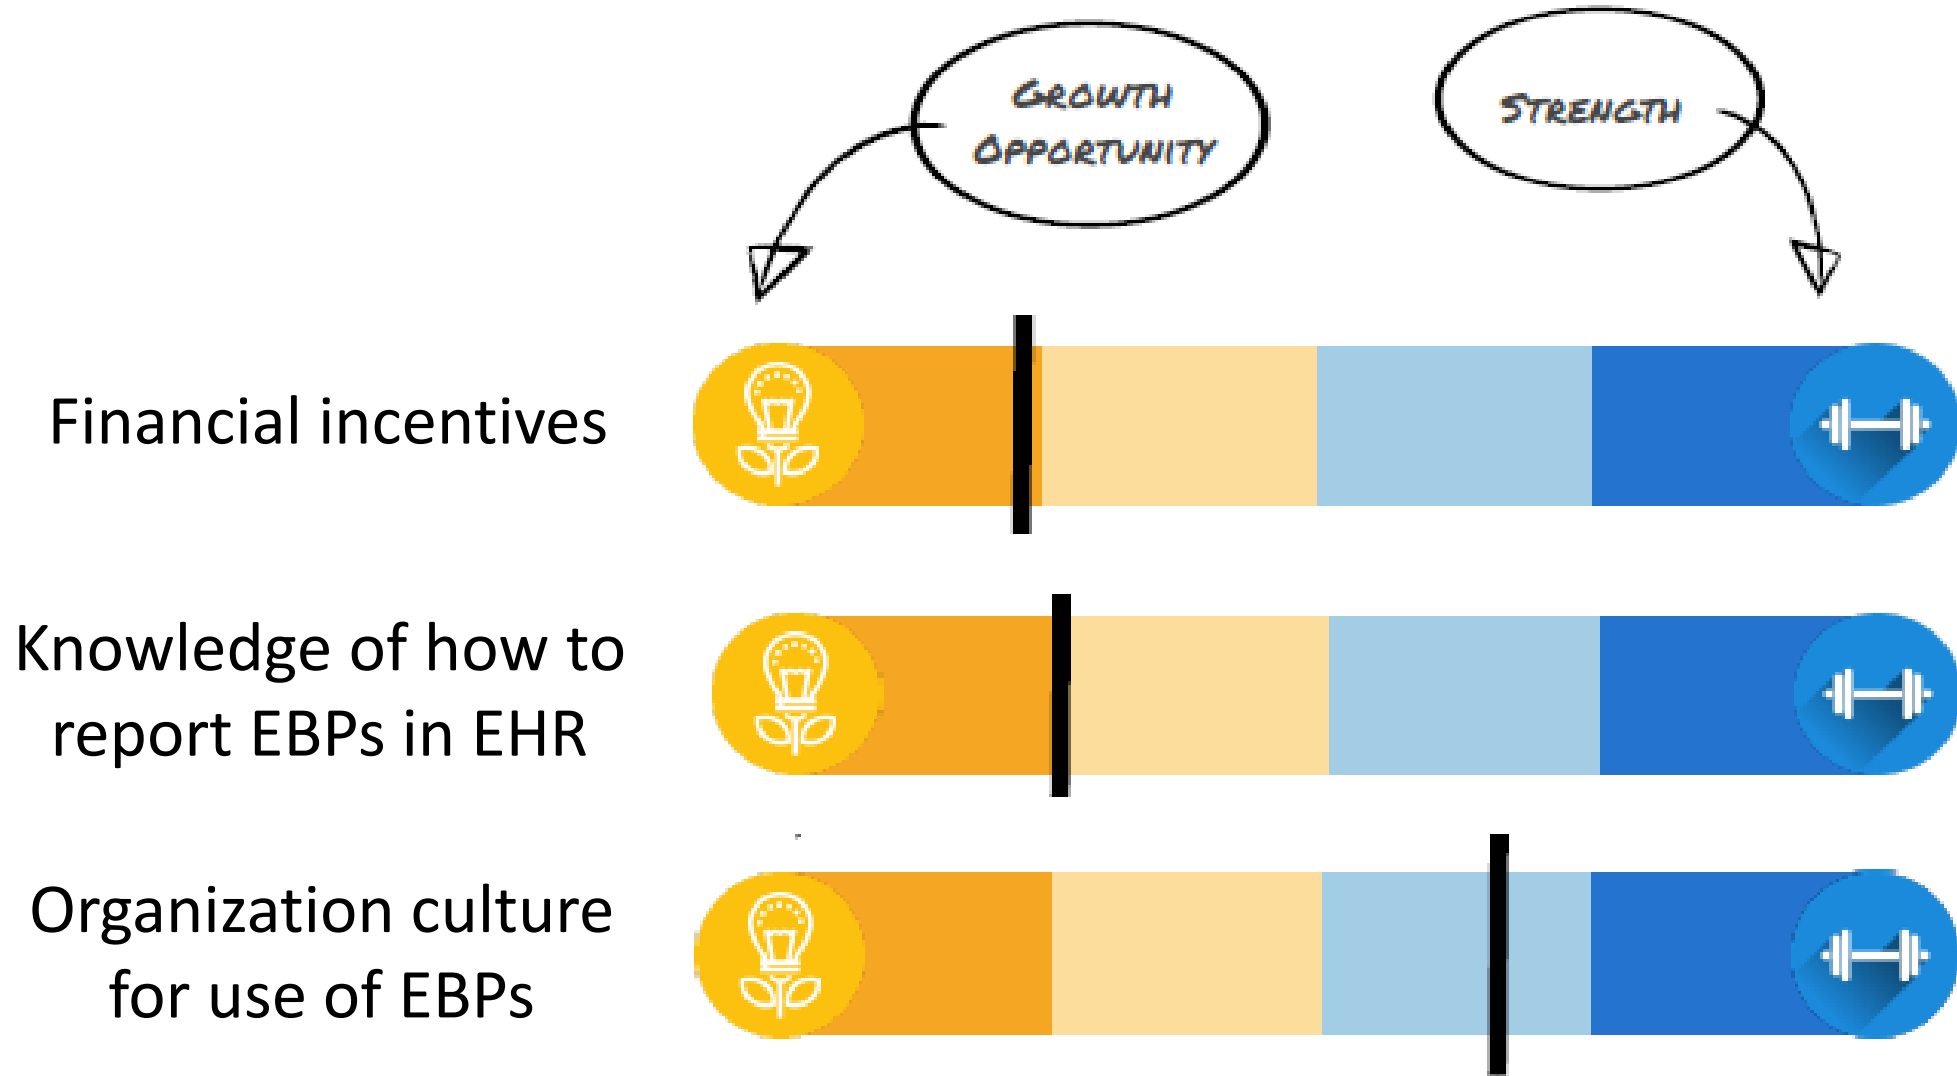 GROWTH
OPPORTUNITY
STRENGTH
Financial incentives
Knowledge of how to
report EBPs in EHR
Organization culture
for use of EBPs